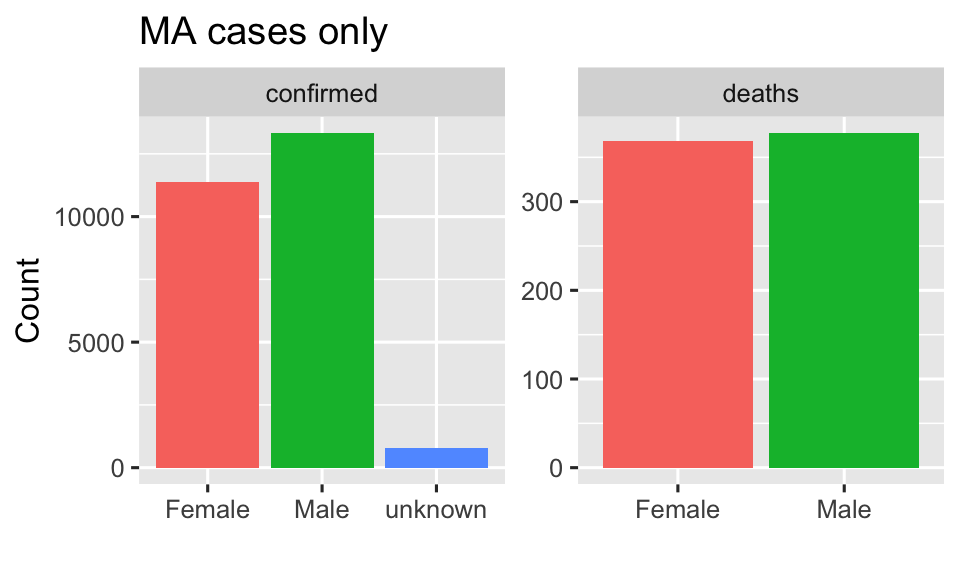 MA cases only
confirmed
deaths
Count
10000
5000
0
300
200
100
0
Female Male unknown
Female Male